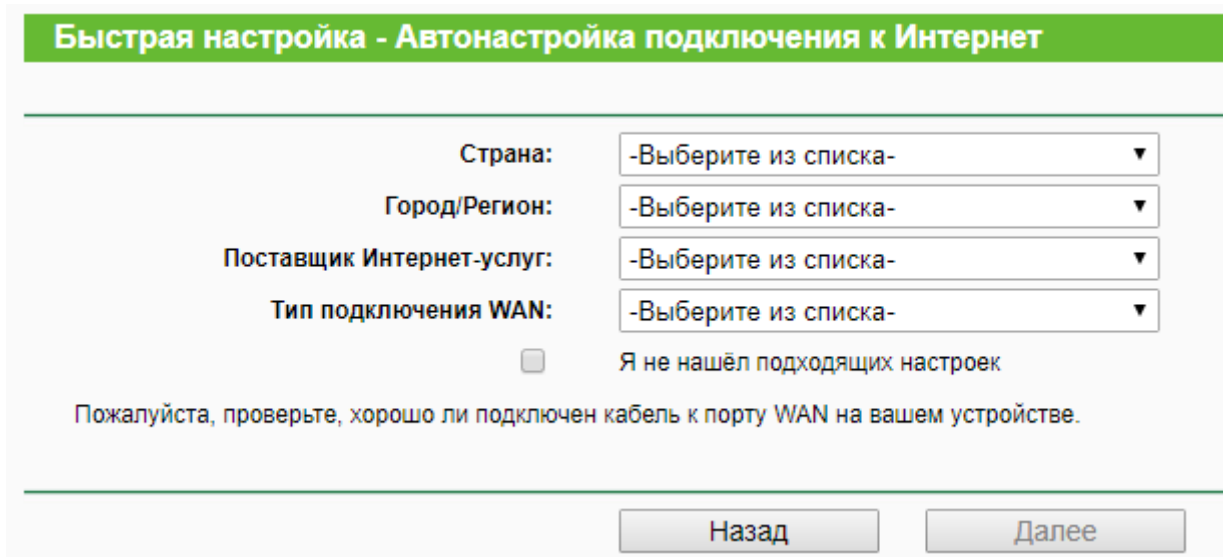 Быстрая настройка - Автонастройка подключения к Интернет
Страна: -Выберите из списка-
Город/Регион: -Выберите из списка-
Поставщик Интернет-услуг: -Выберите из списка-
Тип подключения WAN: -Выберите из списка-
Я не нашёл подходящих настроек
Пожалуйста, проверьте, хорошо ли подключен кабель к порту WAN на вашем устройстве.
Назад Далее